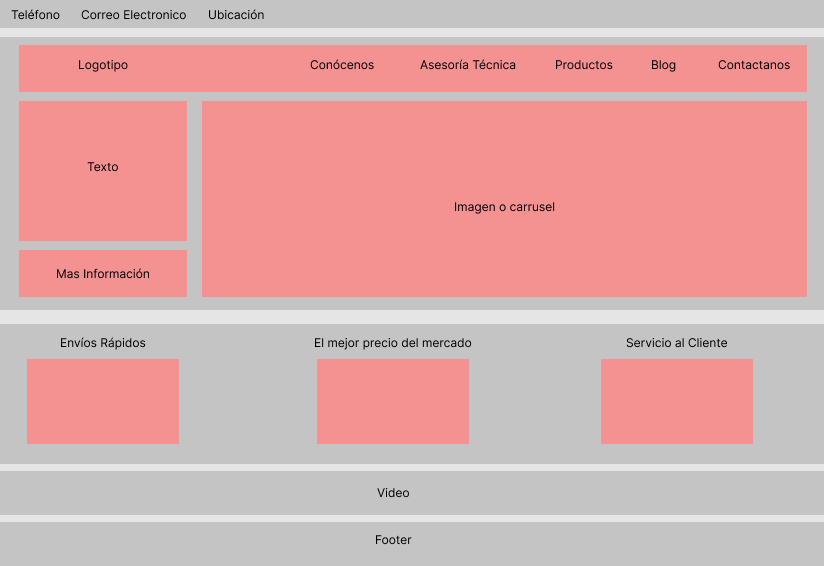 Teléfono Correo Electronico Ubicación
Logotipo Conócenos Asesoría Técnica Productos Blog Contactanos
Texto
Imagen o carrusel
Mas Información
Envíos Rápidos El mejor precio del mercado Servicio al Cliente
Video
Footer